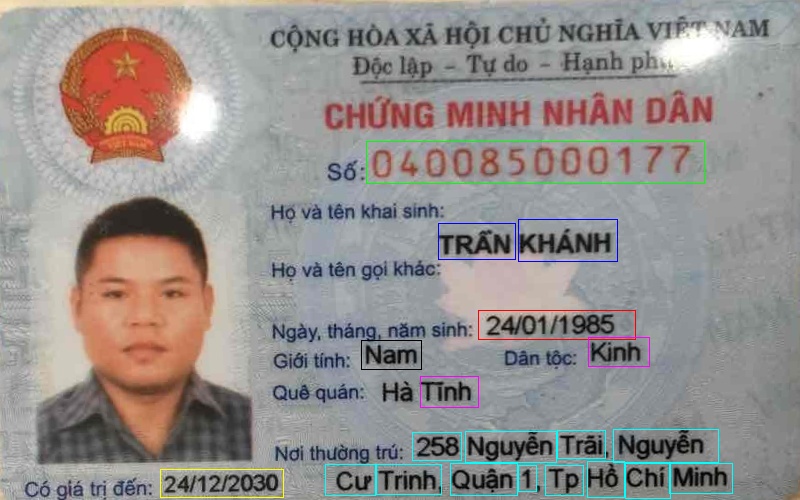 CỘNG HÒA XÃ HỘI CHỦ NGHĨA VIỆT NAM
Độc lập - Tự do - Hạnh phúc
CHỨNG MINH NHÂN DÂN
Số: 040085000177
Họ và tên khai sinh:
TRẤN KHÁNH
Họ và tên gọi khác:
Ngày, tháng, năm sinh: 24/01/1985
Giới tính: Nam Dân tộc: Kinh
Quê quán: Hà Tĩnh
Nơi thường trú: 258 Nguyễn Trãi, Nguyễn
Cư Trinh, Quận 1, Tp Hồ Chí Minh
Có giá trị đến: 24/12/2030